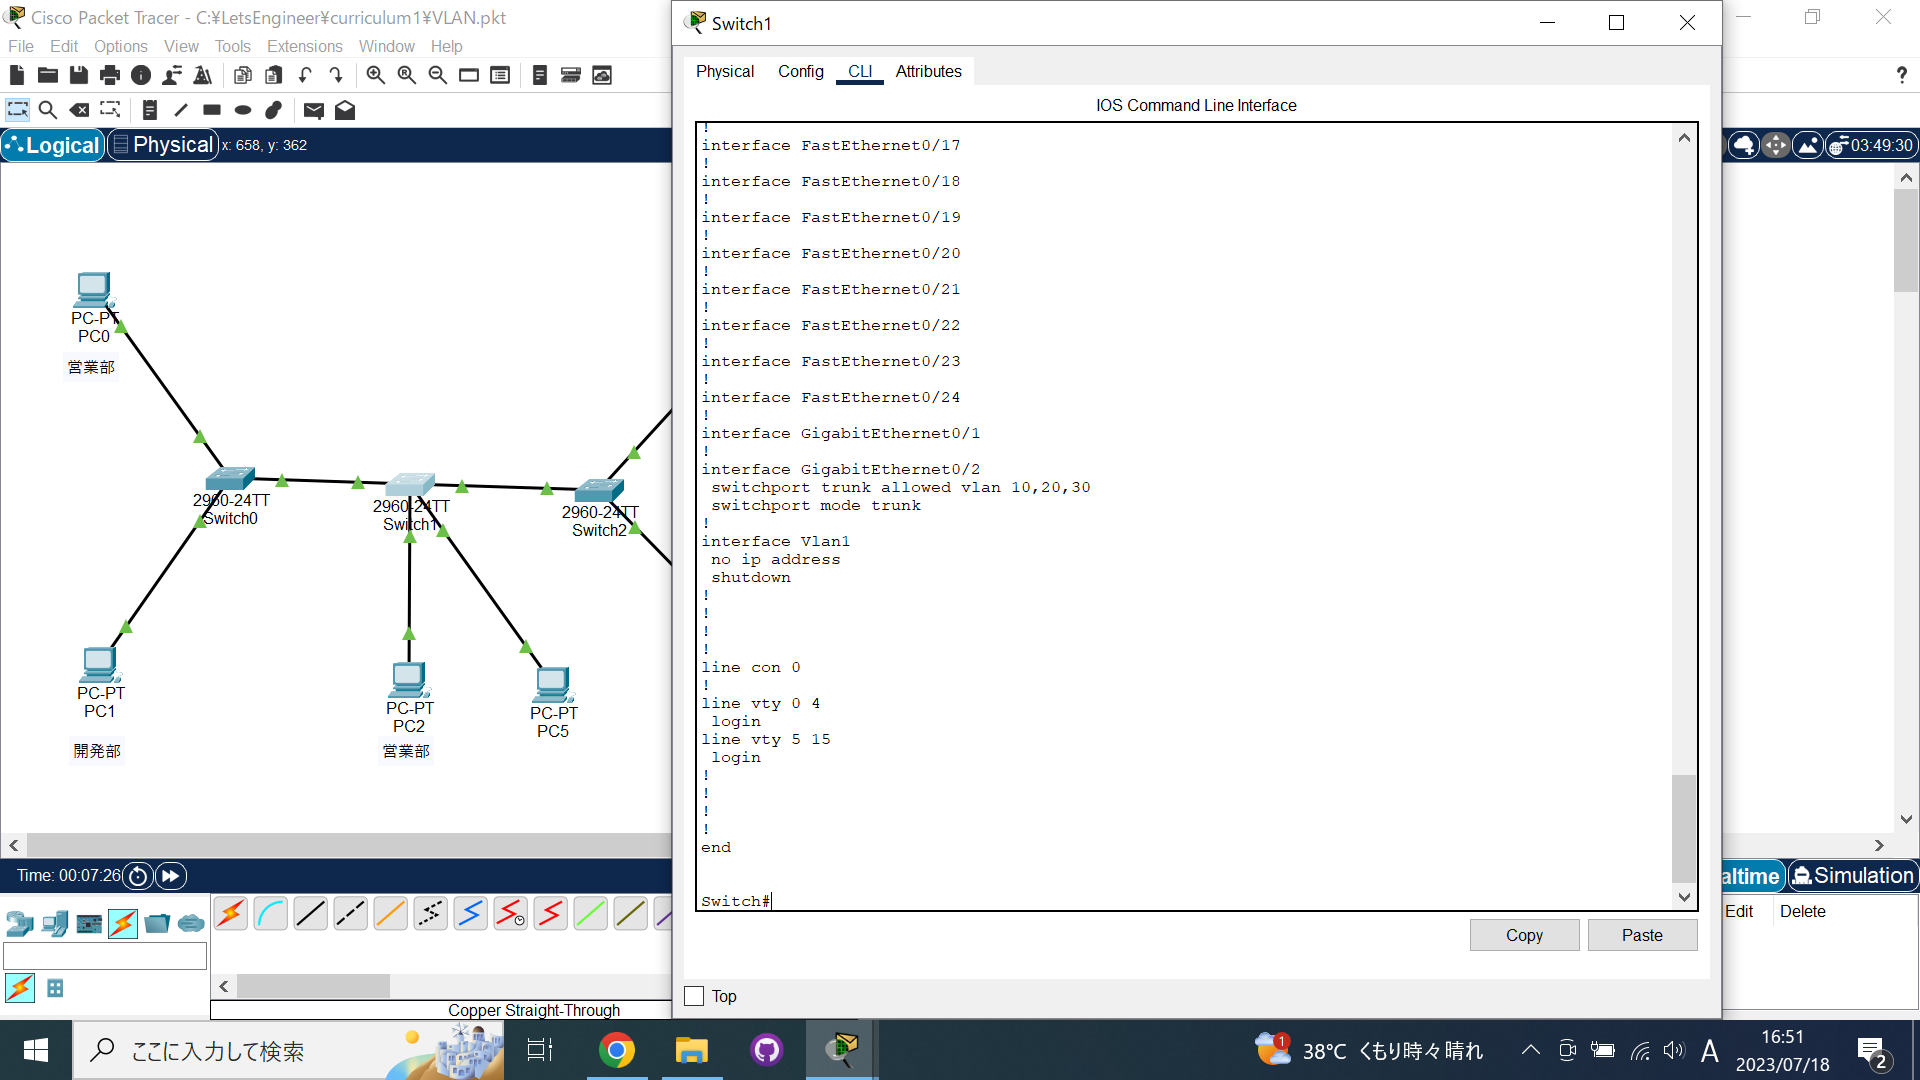 Cisco Packet Tracer - C:¥LetsEngineer¥curriculum1¥VLAN.pkt
File Edit Options View Tools Extensions Window Help
Logical Physical x: 658, y: 362
03:49:30
PC-PT
PC0
営業部
2960-24TT
Switch0
2960-24TT
Switch1
2960-24TT
Switch2
PC-PT
PC1
開発部
PC-PT
PC2
営業部
PC-PT
PC5
Switch1
Physical Config CLI Attributes
IOS Command Line Interface
!
interface FastEthernet0/17
!
interface FastEthernet0/18
!
interface FastEthernet0/19
!
interface FastEthernet0/20
!
interface FastEthernet0/21
!
interface FastEthernet0/22
!
interface FastEthernet0/23
!
interface FastEthernet0/24
!
interface GigabitEthernet0/1
!
interface GigabitEthernet0/2
switchport trunk allowed vlan 10,20,30
switchport mode trunk
!
interface Vlan1
no ip address
shutdown
!
!
!
!
line con 0
!
line vty 0 4
login
line vty 5 15
login
!
!
!
!
end
Switch#
Copy Paste
Top
Time: 00:07:26
altime Simulation
Edit Delete
Copper Straight-Through
ここに入力して検索
1
38°C くもり時々晴れ
A
16:51
2023/07/18
2